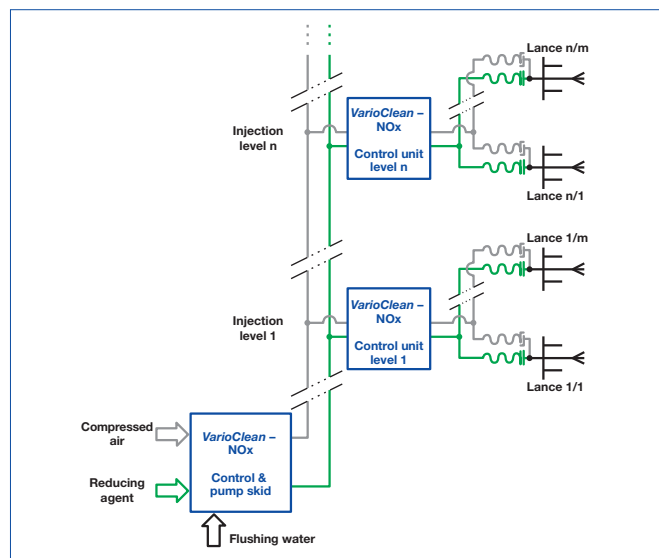 Lance n/m
VarioClean –
NOx
Control unit
level n
Injection
level n
Lance n/1
Lance 1/m
VarioClean –
NOx
Control unit
level 1
Injection
level 1
Lance 1/1
Compressed
air
VarioClean –
NOx
Control &
pump skid
Reducing
agent
Flushing water